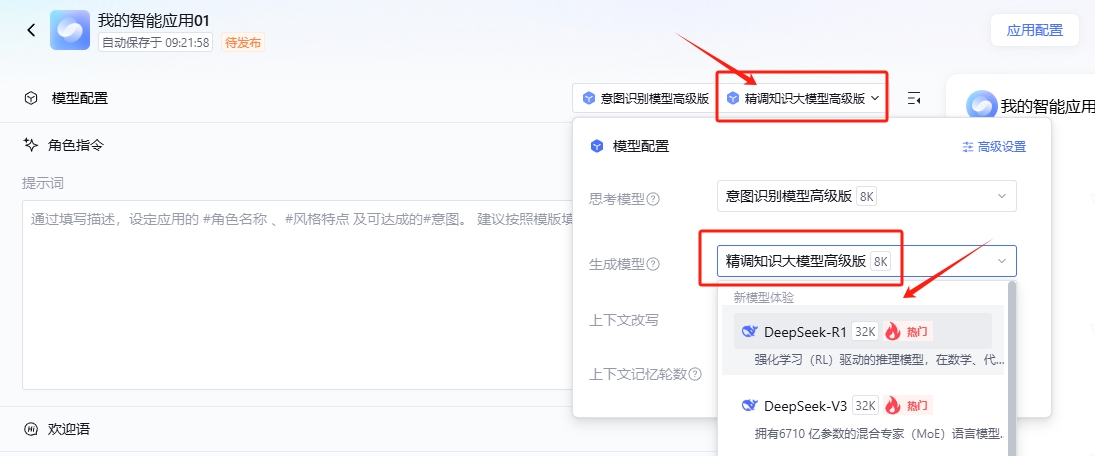 我的智能应用01
自动保存于 09:21:58 待发布
应用配置
模型配置
意图识别模型高级版 精调知识大模型高级版
我的智能应用
角色指令
模型配置 高级设置
提示词
思考模型 意图识别模型高级版 8K
通过填写描述，设定应用的 #角色名称 、#风格特点 及可达成的#意图。 建议按照模版填
生成模型 精调知识大模型高级版 8K
新模型体验
上下文改写
DeepSeek-R1 32K 热门
强化学习（RL）驱动的推理模型，在数学、代...
上下文记忆轮数
DeepSeek-V3 32K 热门
拥有6710 亿参数的混合专家（MoE）语言模型...
Hi 欢迎语